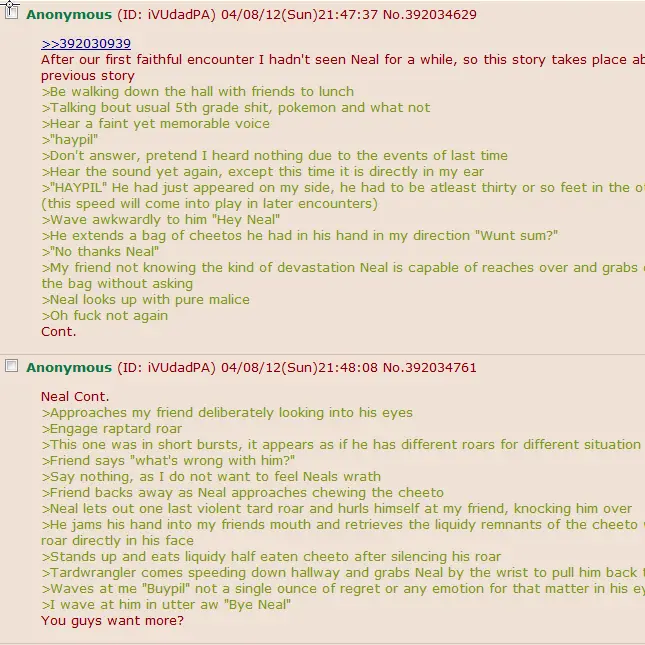 Anonymous (ID: iVUdadPA) 04/08/12(Sun)21:47:37 No.392034629
>>392030939
After our first faithful encounter I hadn't seen Neal for a while, so this story takes place
previous story
>Be walking down the hall with friends to lunch
>Talking bout usual 5th grade shit, pokemon and what not
>Hear a faint yet memorable voice
>"haypil"
>Don't answer, pretend I heard nothing due to the events of last time
>Hear the sound yet again, except this time it is directly in my ear
>"HAYPIL" He had just appeared on my side, he had to be atleast thirty or so feet in the
(this speed will come into play in later encounters)
>Wave awkwardly to him "Hey Neal"
>He extends a bag of cheetos he had in his hand in my direction "Wunt sum?"
>"No thanks Neal"
>My friend not knowing the kind of devastation Neal is capable of reaches over and grabs
the bag without asking
>Neal looks up with pure malice
>Oh fuck not again
Cont.
Anonymous (ID: iVUdadPA) 04/08/12(Sun)21:48:08 No.392034761
Neal Cont.
>Approaches my friend deliberately looking into his eyes
>Engage raptard roar
>This one was in short bursts, it appears as if he has different roars for different situation
>Friend says "what's wrong with him?"
>Say nothing, as I do not want to feel Neals wrath
>Friend backs away as Neal approaches chewing the cheeto
>Neal lets out one last violent tard roar and hurls himself at my friend, knocking him over
>He jams his hand into my friends mouth and retrieves the liquidy remnants of the cheeto
roar directly in his face
>Stands up and eats liquidy half eaten cheeto after silencing his roar
>Tardwrangler comes speeding down hallway and grabs Neal by the wrist to pull him back
>Waves at me "Buypil" not a single ounce of regret or any emotion for that matter in his
>I wave at him in utter aw "Bye Neal"
You guys want more?